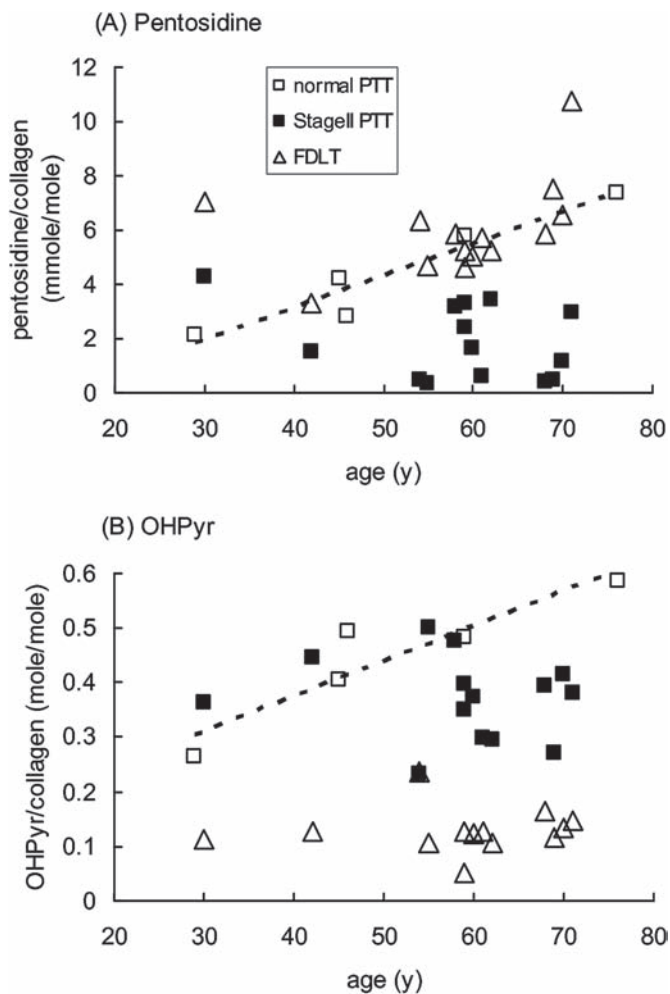 (A) Pentosidine
normal PTT
StageII PTT
FDLT
pentosidine/collagen
(mmole/mole)
12
10
8
6
4
2
0
20 30 40 50 60 70 80
age (y)
(B) OHPyr
OHPyr/collagen (mole/mole)
0.6
0.5
0.4
0.3
0.2
0.1
0
20 30 40 50 60 70 80
age (y)